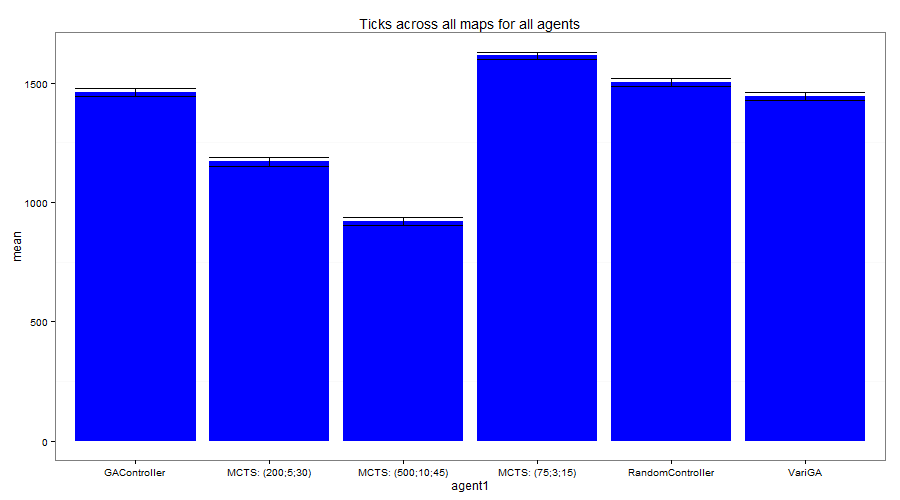 Ticks across all maps for all agents
1500
1000
500
0
mean
GAController
MCTS: (200;5;30)
MCTS: (500;10;45)
MCTS: (75;3;15)
RandomController
VariGA
agent1